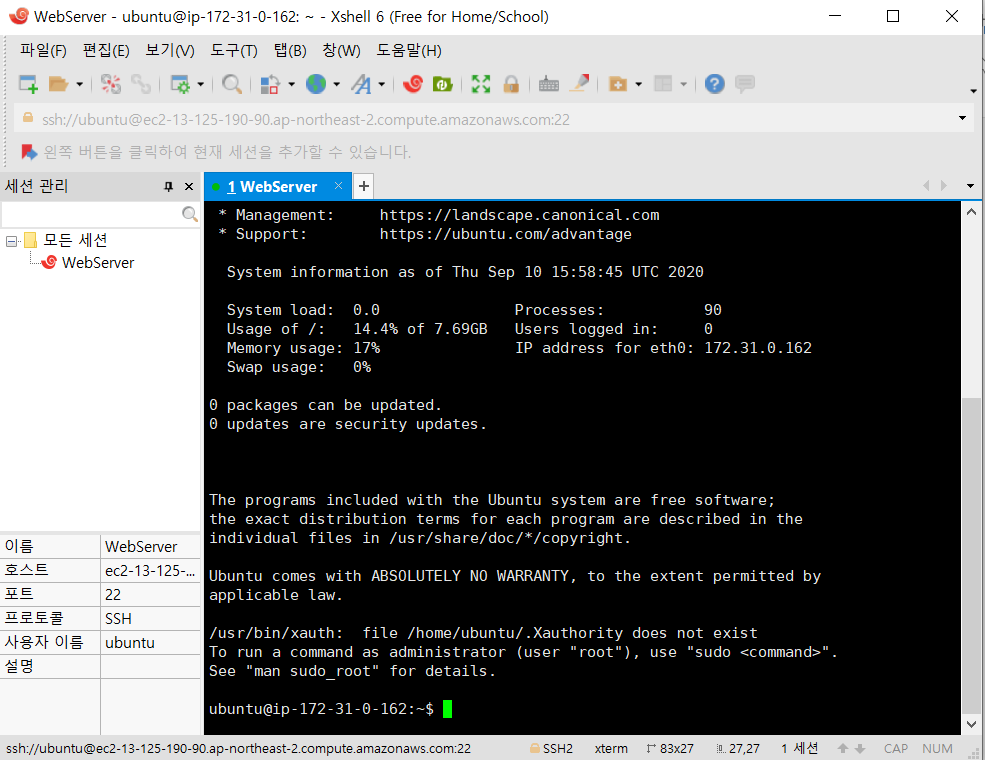 WebServer - ubuntu@ip-172-31-0-162: ~ - Xshell 6 (Free for Home/School)
파일(F) 편집(E) 보기(V) 도구(T) 탭(B) 창(W) 도움말(H)
ssh://ubuntu@ec2-13-125-190-90.ap-northeast-2.compute.amazonaws.com:22
왼쪽 버튼을 클릭하여 현재 세션을 추가할 수 있습니다.
세션 관리
1 WebServer
모든 세션
WebServer
이름 WebServer
호스트 ec2-13-125-...
포트 22
프로토콜 SSH
사용자 이름 ubuntu
설명
* Management: https://landscape.canonical.com
* Support: https://ubuntu.com/advantage
System information as of Thu Sep 10 15:58:45 UTC 2020
System load: 0.0 Processes: 90
Usage of /: 14.4% of 7.69GB Users logged in: 0
Memory usage: 17% IP address for eth0: 172.31.0.162
Swap usage: 0%
0 packages can be updated.
0 updates are security updates.
The programs included with the Ubuntu system are free software;
the exact distribution terms for each program are described in the
individual files in /usr/share/doc/*/copyright.
Ubuntu comes with ABSOLUTELY NO WARRANTY, to the extent permitted by
applicable law.
/usr/bin/xauth:  file /home/ubuntu/.Xauthority does not exist
To run a command as administrator (user "root"), use "sudo <command>".
See "man sudo_root" for details.
ubuntu@ip-172-31-0-162:~$
ssh://ubuntu@ec2-13-125-190-90.ap-northeast-2.compute.amazonaws.com:22 SSH2 xterm 83x27 27,27 1 세션 CAP NUM